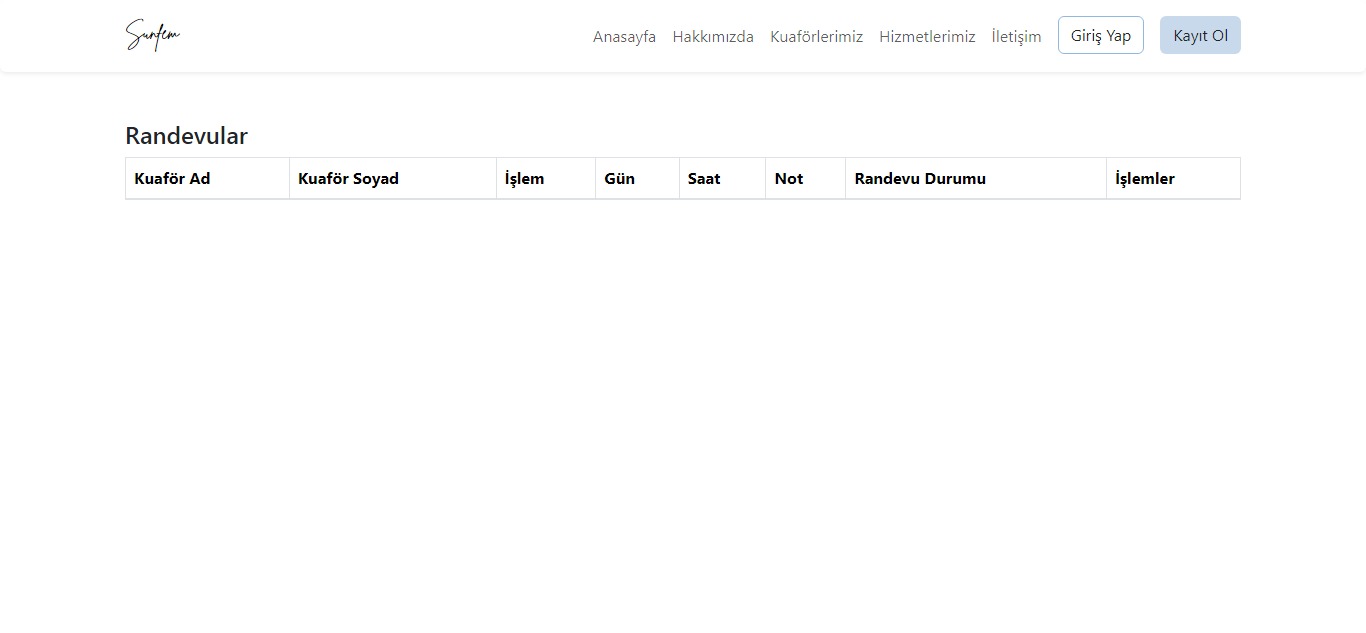 Anasayfa Hakkımızda Kuaförlerimiz Hizmetlerimiz İletişim Giriş Yap Kayıt Ol
Randevular
Kuaför Ad Kuaför Soyad İşlem Gün Saat Not Randevu Durumu İşlemler